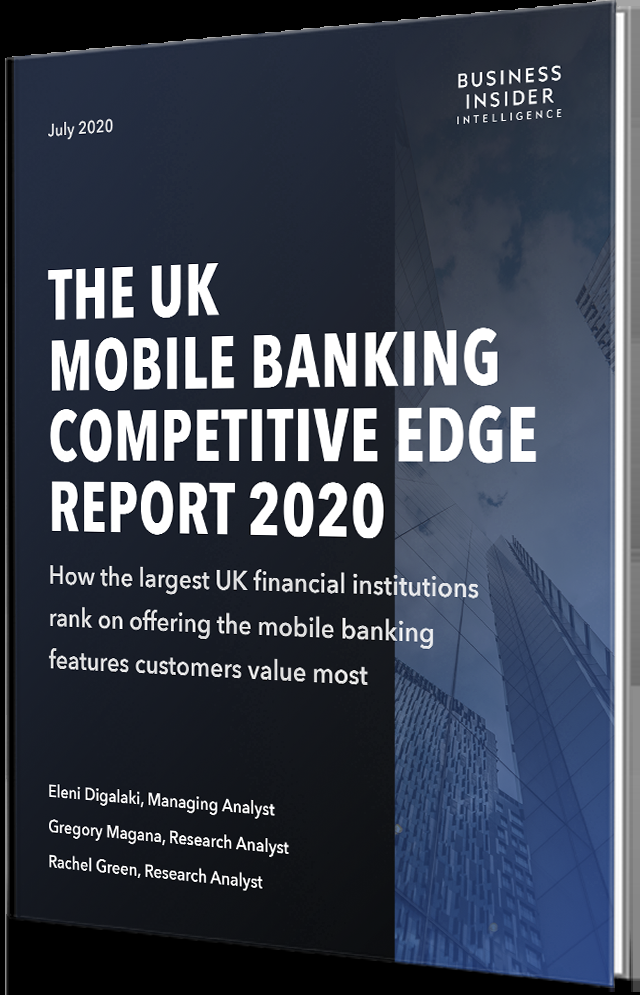 July 2020
BUSINESS
INSIDER
INTELLIGENCE
THE UK
MOBILE BANKING
COMPETITIVE EDGE
REPORT 2020
How the largest UK financial institutions
rank on offering the mobile banking
features customers value most
Eleni Digalaki, Managing Analyst
Gregory Magana, Research Analyst
Rachel Green, Research Analyst